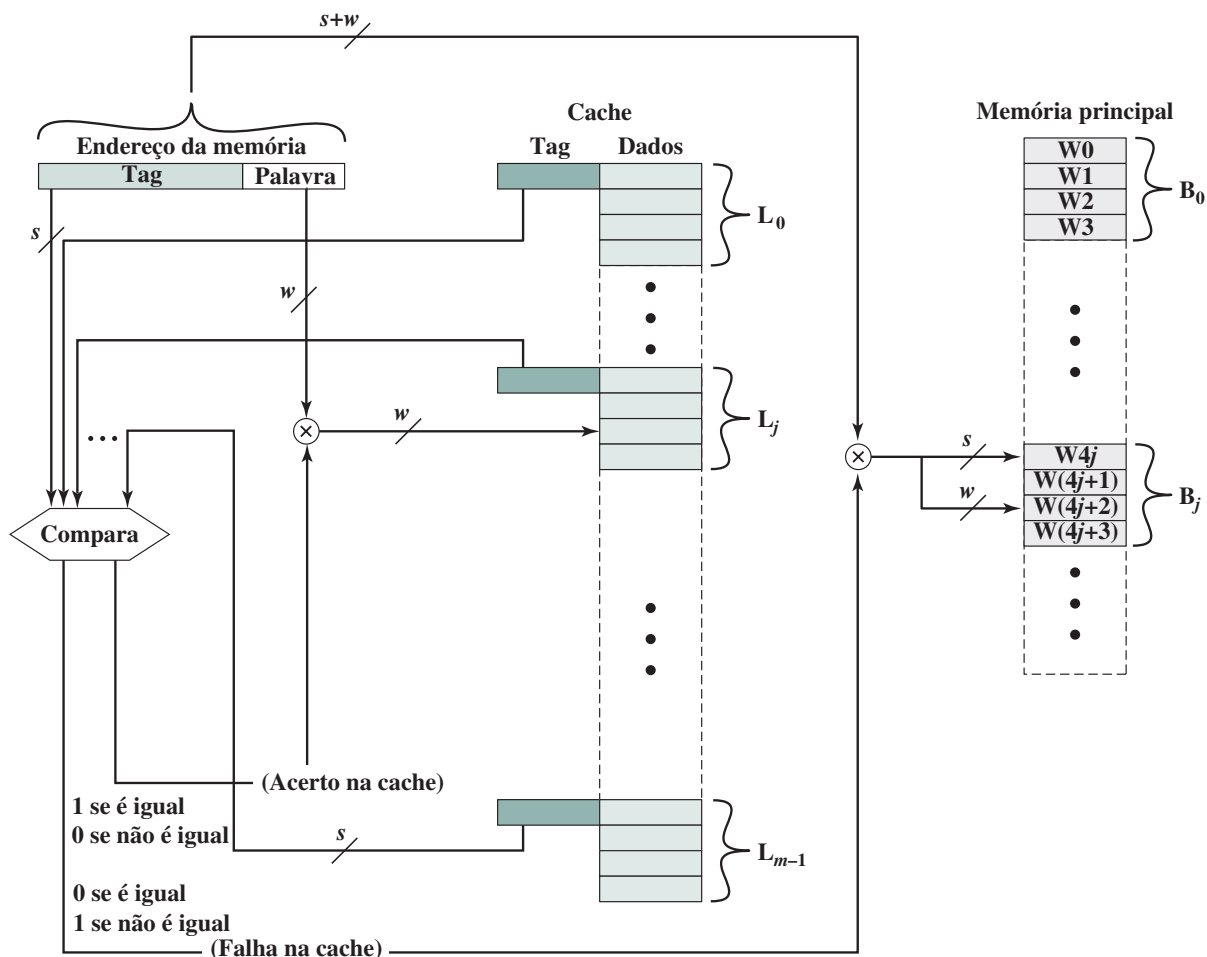 s+w
Cache
Memória principal
Endereço da memória
Tag
Dados
Tag
Palavra
W0
W1
W2
W3
B0
L0
s
w
w
Lj
s
w
W4j
W(4j+1)
W(4j+2)
W(4j+3)
Bj
...
Compara
(Acerto na cache)
1 se é igual
0 se não é igual
s
Lm–1
0 se é igual
1 se não é igual
(Falha na cache)